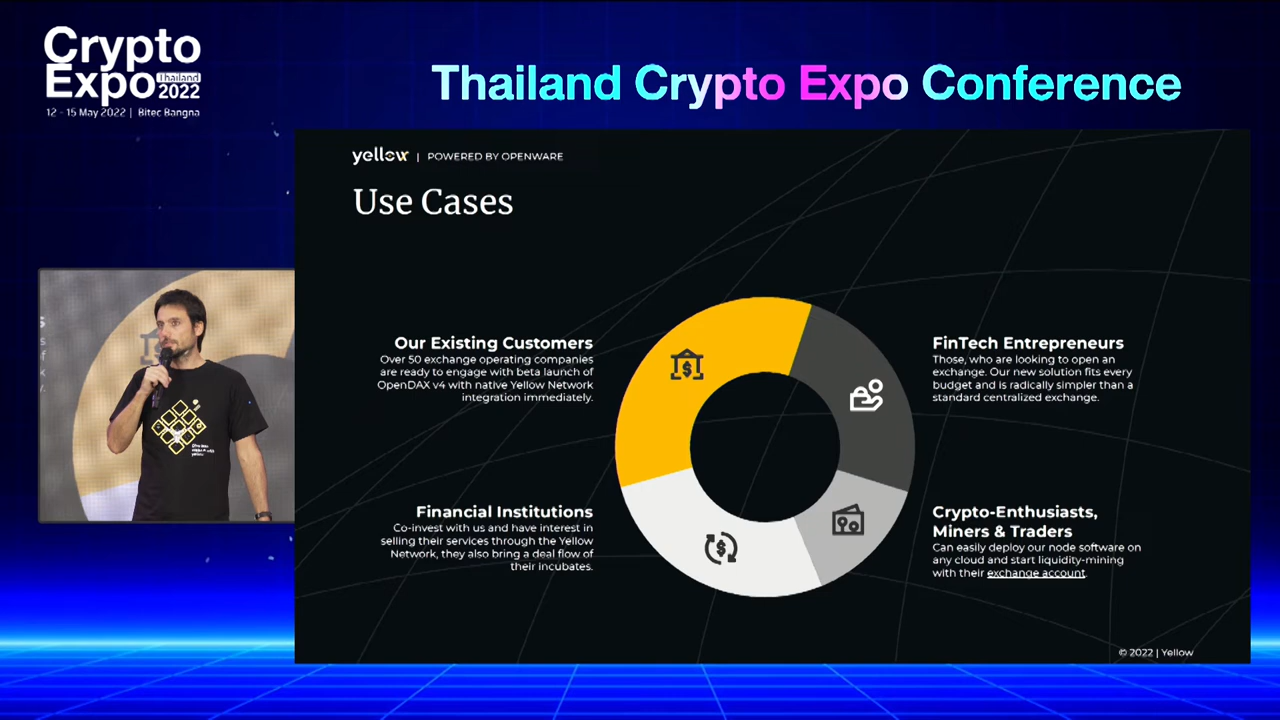 Crypto
Expo Thailand 2022
12 - 15 May 2022 | Bitec Bangna
Thailand Crypto Expo Conference
yellow | POWERED BY OPENWARE
Use Cases
Our Existing Customers
Over 50 exchange operating companies
are ready to engage with beta launch of
OpenDAX v4 with native Yellow Network
integration immediately.
FinTech Entrepreneurs
Those, who are looking to open an
exchange. Our new solution fits every
budget and is radically simpler than a
standard centralized exchange.
Financial Institutions
Co-invest with us and have interest in
selling their services through the Yellow
Network, they also bring a deal flow of
their incubates.
Crypto-Enthusiasts,
Miners & Traders
Can easily deploy our node software on
any cloud and start liquidity-mining
with their exchange account.
© 2022 | Yellow